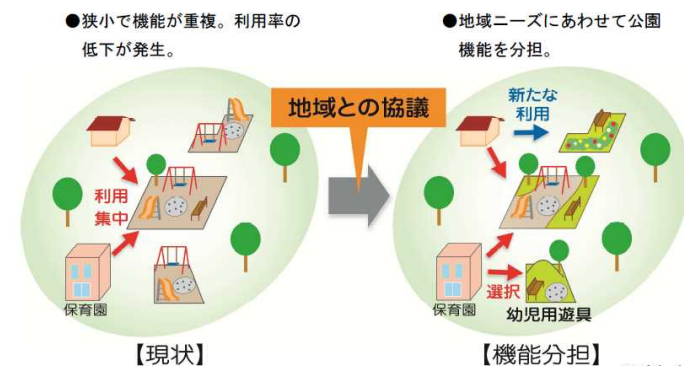 ●狭小で機能が重複。利用率の
低下が発生。
●地域ニーズにあわせて公園
機能を分担。
地域との協議
新たな
利用
利用
集中
保育園
保育園
選択
幼児用遊具
【現状】
【機能分担】